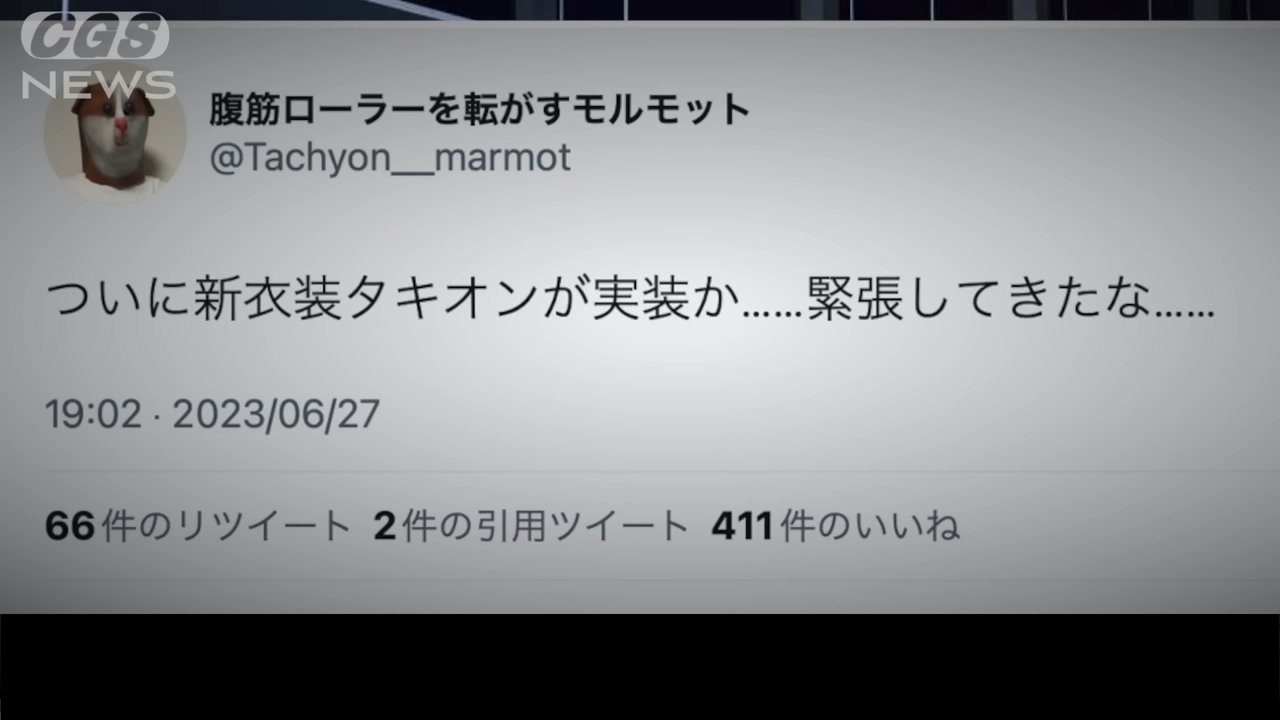 CGS
NEWS
腹筋ローラーを転がすモルモット
@Tachyon__marmot
ついに新衣装タキオンが実装か……緊張してきたな……
19:02 · 2023/06/27
66件のリツイート 2件の引用ツイート 411件のいいね